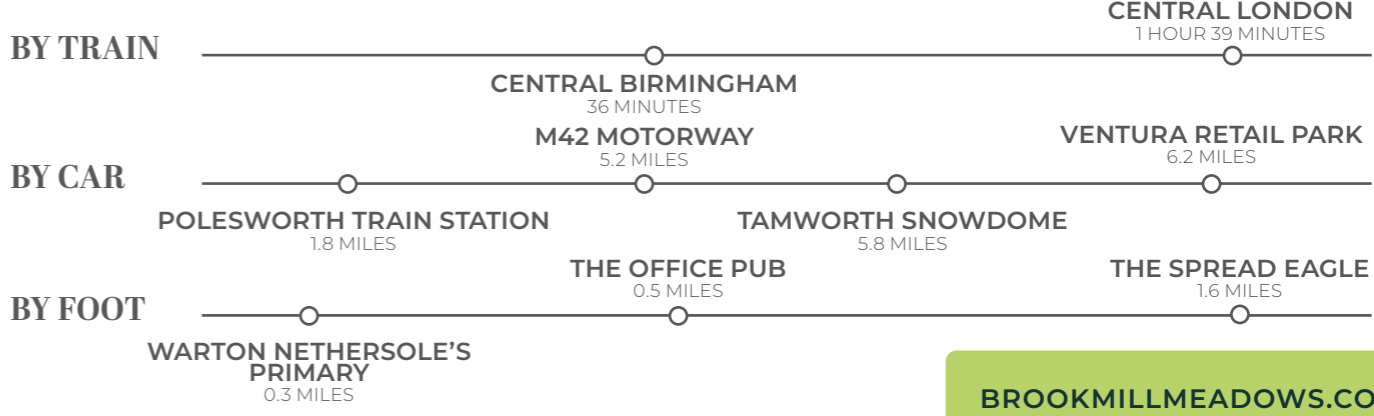 CENTRAL LONDON
1 HOUR 39 MINUTES
BY TRAIN
CENTRAL BIRMINGHAM
36 MINUTES
M42 MOTORWAY
5.2 MILES
VENTURA RETAIL PARK
6.2 MILES
BY CAR
POLESWORTH TRAIN STATION
1.8 MILES
TAMWORTH SNOWDOME
5.8 MILES
THE OFFICE PUB
0.5 MILES
THE SPREAD EAGLE
1.6 MILES
BY FOOT
WARTON NETHERSOLE’S
PRIMARY
0.3 MILES
BROOKMILLMEADOWS.CO